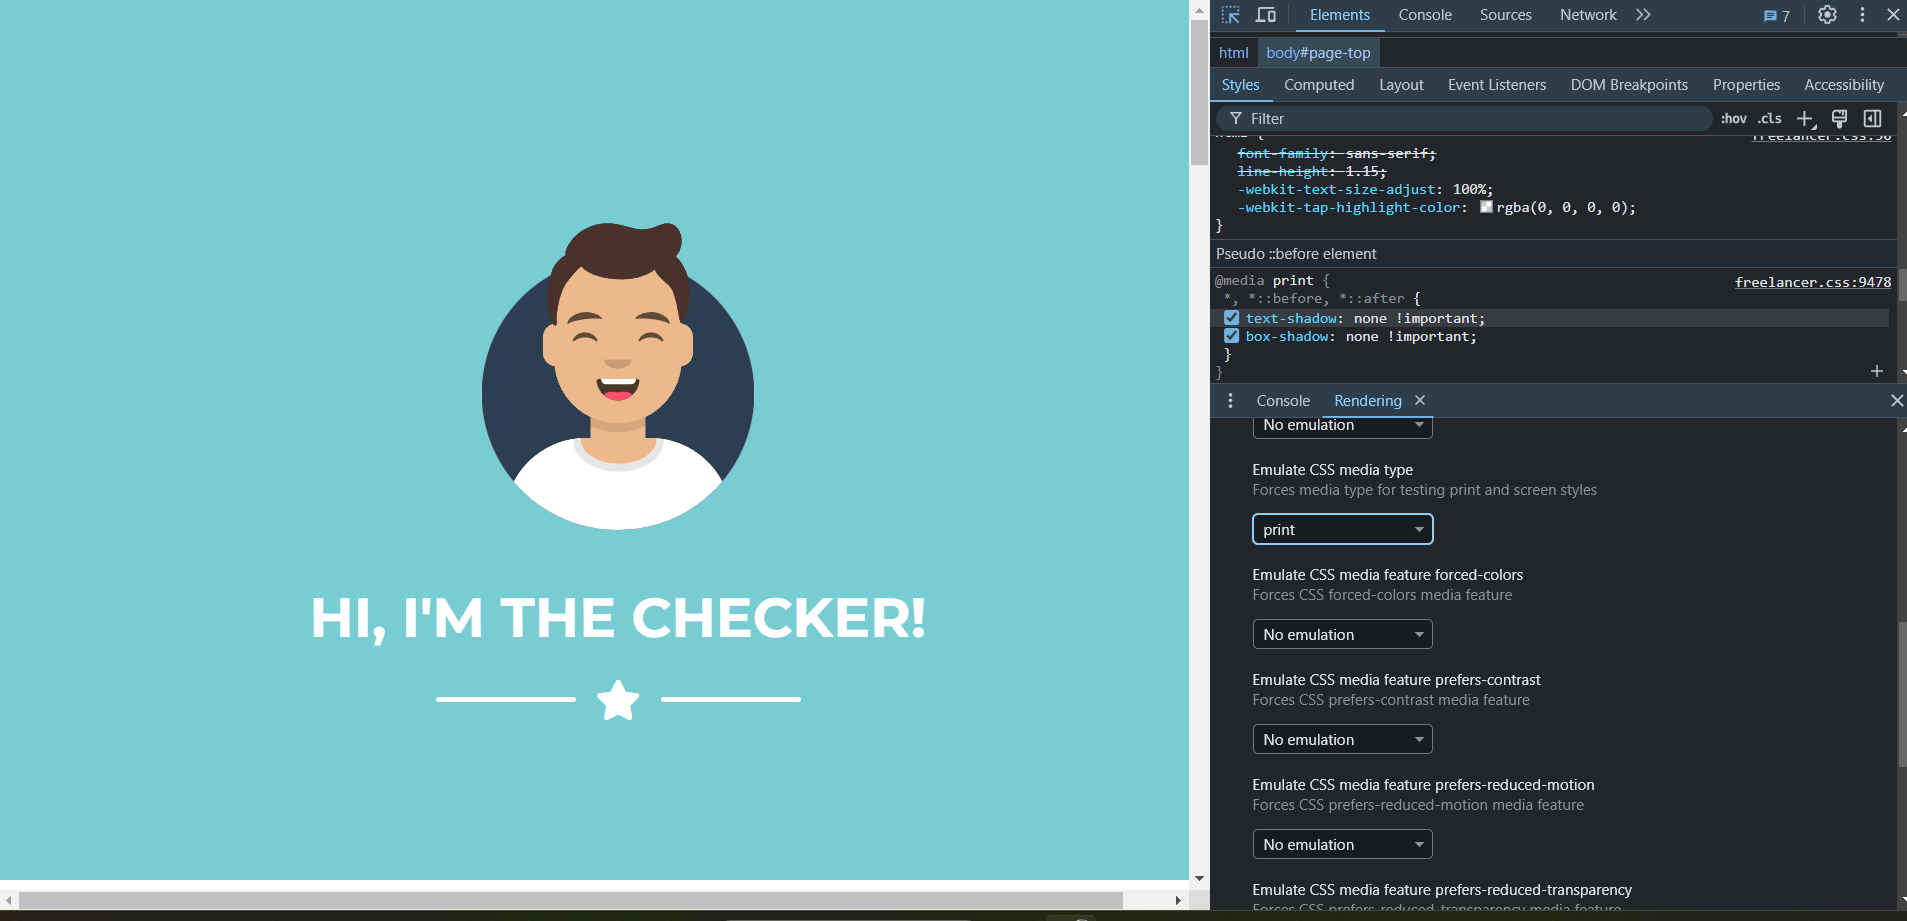 HI, I'M THE CHECKER!
Elements Console Sources Network 7
html body#page-top
Styles Computed Layout Event Listeners DOM Breakpoints Properties Accessibility
Filter :hov .cls
font-family: sans-serif;
line-height: 1.15;
-webkit-text-size-adjust: 100%;
-webkit-tap-highlight-color: rgba(0, 0, 0, 0);
}
Pseudo ::before element
@media print {
freelancer.css:9478
*, *::before, *::after {
text-shadow: none !important;
box-shadow: none !important;
}
}
Console Rendering
No emulation
Emulate CSS media type
Forces media type for testing print and screen styles
print
Emulate CSS media feature forced-colors
Forces CSS forced-colors media feature
No emulation
Emulate CSS media feature prefers-contrast
Forces CSS prefers-contrast media feature
No emulation
Emulate CSS media feature prefers-reduced-motion
Forces CSS prefers-reduced-motion media feature
No emulation
Emulate CSS media feature prefers-reduced-transparency
Forces CSS prefers-reduced-transparency media feature